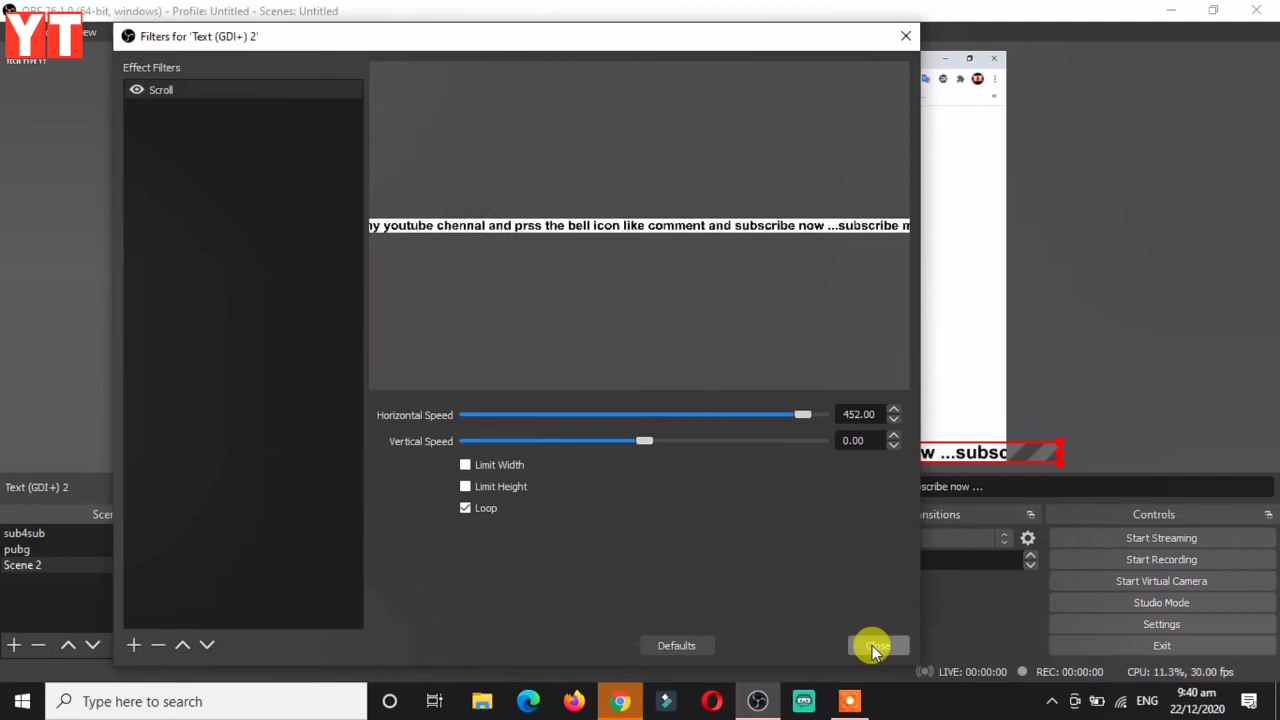 OBS 26.1.0 (64-bit, windows) - Profile: Untitled - Scenes: Untitled
YT
TECH TYPE YT
Filters for 'Text (GDI+) 2'
Effect Filters
Scroll
my youtube chennal and prss the bell icon like comment and subscribe now ...subscribe m
Horizontal Speed
452.00
Vertical Speed
0.00
Limit Width
Limit Height
Loop
w ...subsc
Text (GDI+) 2
scribe now ...
Scen
sub4sub
pubg
Scene 2
Defaults
Close
ansitions
Controls
Start Streaming
Start Recording
Start Virtual Camera
Studio Mode
Settings
Exit
LIVE: 00:00:00
REC: 00:00:00
CPU: 11.3%, 30.00 fps
Type here to search
ENG
9:40 am
22/12/2020